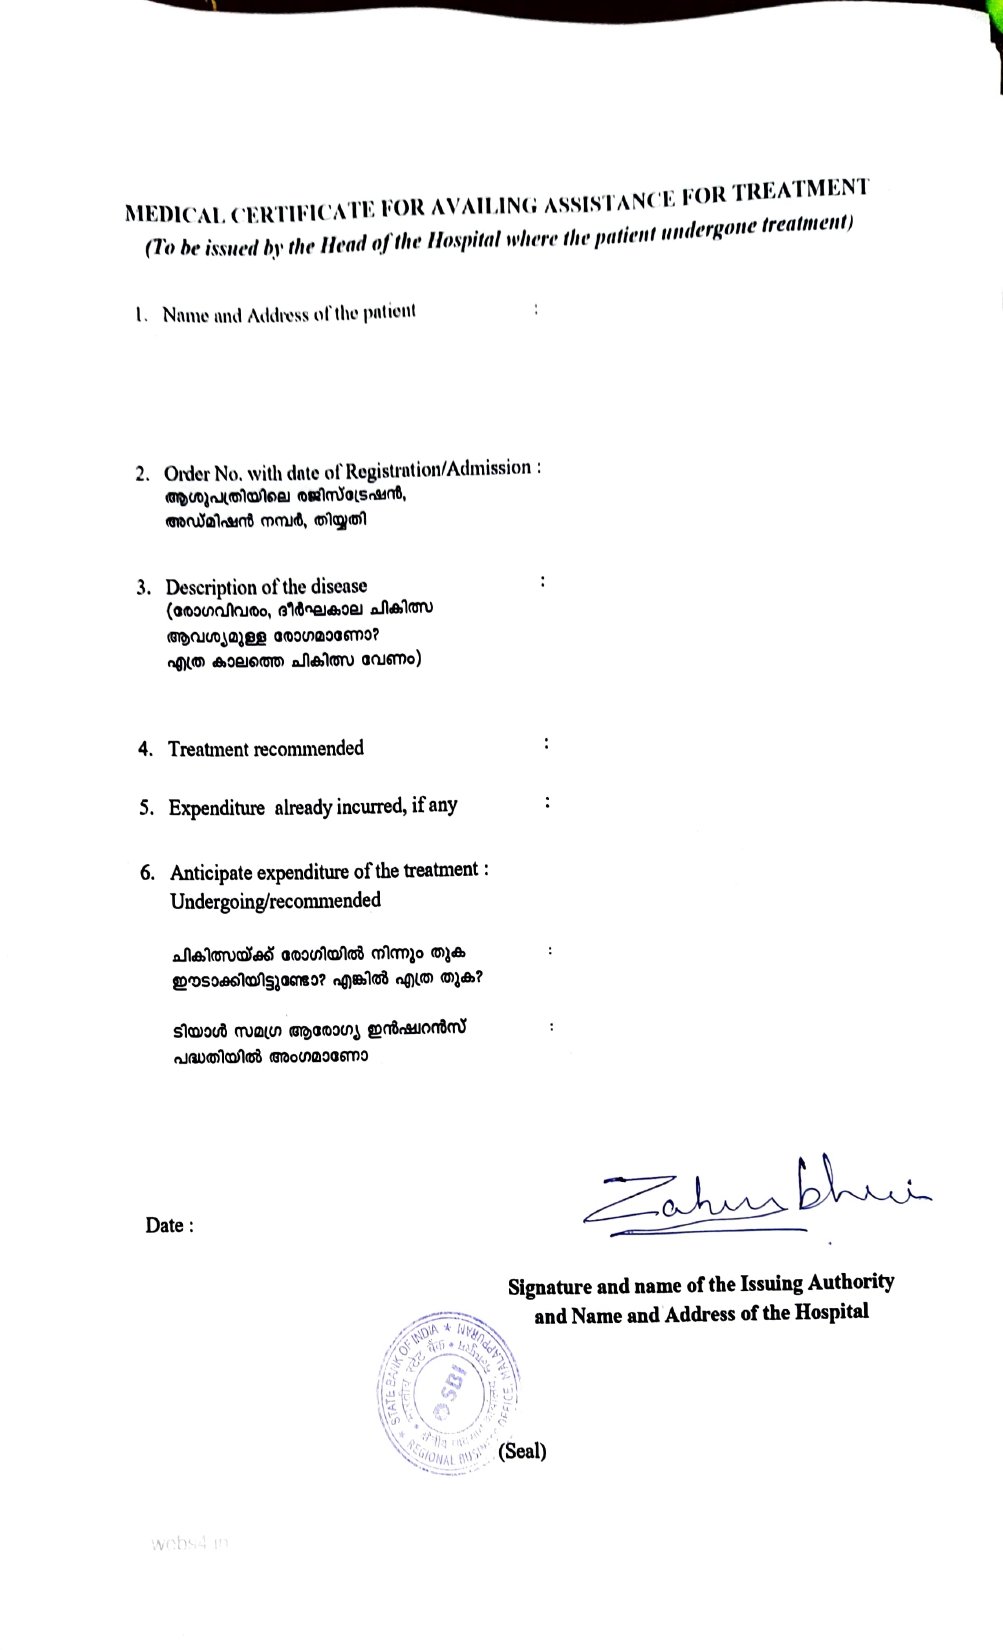 MEDICAL CERTIFICATE FOR AVAILING ASSISTANCE FOR TREATMENT
(To be issued by the Head of the Hospital where the patient undergone treatment)
1. Name and Address of the patient :
2. Order No. with date of Registration/Admission :
ആശുപത്രിയിലെ രജിസ്ട്രേഷൻ,
അഡ്മിഷൻ നമ്പർ, തിയ്യതി
3. Description of the disease :
(രോഗവിവരം, ദീർഘകാല ചികിത്സ
ആവശ്യമുള്ള രോഗമാണോ?
എത്ര കാലത്തെ ചികിത്സ വേണം)
4. Treatment recommended :
5. Expenditure already incurred, if any :
6. Anticipate expenditure of the treatment :
Undergoing/recommended
ചികിത്സയ്ക്ക് രോഗിയിൽ നിന്നും തുക :
ഈടാക്കിയിട്ടുണ്ടോ? എങ്കിൽ എത്ര തുക?
ടിയാൾ സമഗ്ര ആരോഗ്യ ഇൻഷുറൻസ് :
പദ്ധതിയിൽ അംഗമാണോ
Date :
Signature and name of the Issuing Authority
and Name and Address of the Hospital
STATE BANK OF INDIA * MALAPPURAM
भारतीय स्टेट बैंक
SBI
REGIONAL BUSINESS OFFICE
(Seal)
webs4.in